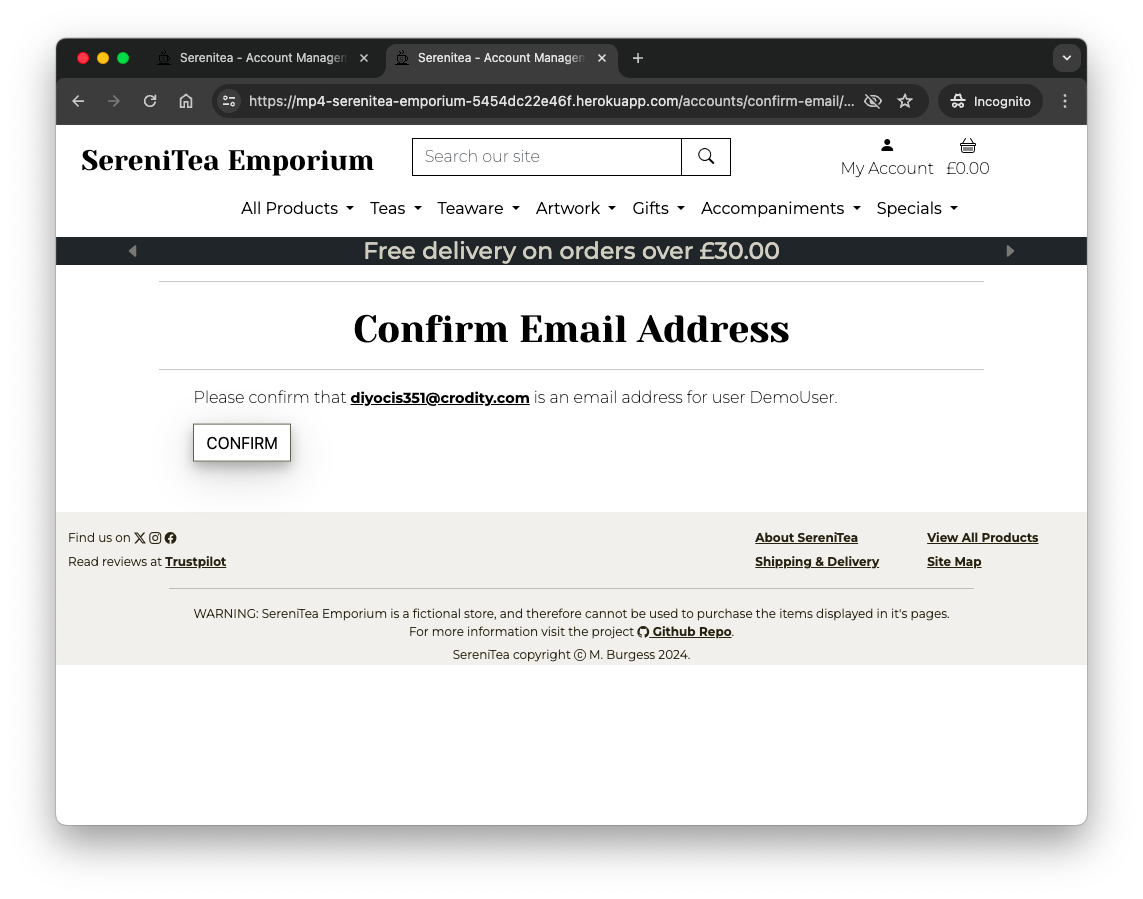 Serenitea - Account Manager
Serenitea - Account Manager
https://mp4-serenitea-emporium-5454dc22e46f.herokuapp.com/accounts/confirm-email/...
Incognito
SereniTea Emporium
Search our site
My Account
£0.00
All Products Teas Teaware Artwork Gifts Accompaniments Specials
Free delivery on orders over £30.00
Confirm Email Address
Please confirm that diyocis351@crodity.com is an email address for user DemoUser.
CONFIRM
Find us on
About SereniTea
View All Products
Read reviews at Trustpilot
Shipping & Delivery
Site Map
WARNING: SereniTea Emporium is a fictional store, and therefore cannot be used to purchase the items displayed in it's pages.
For more information visit the project Github Repo.
SereniTea copyright © M. Burgess 2024.